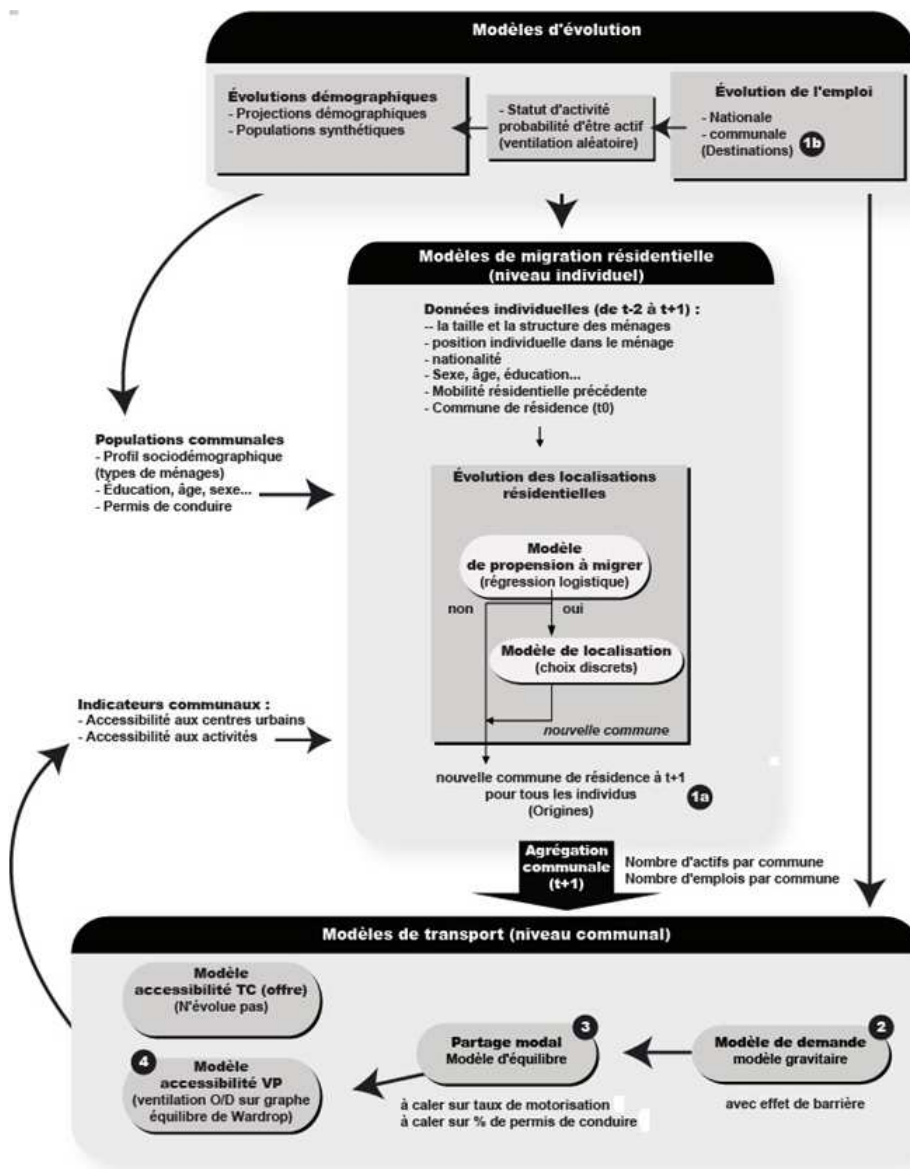 Modèles d'évolution
Évolutions démographiques
- Projections démographiques
- Populations synthétiques
- Statut d'activité
probabilité d'être actif
(ventilation aléatoire)
Évolution de l'emploi
- Nationale
- communale
(Destinations)
1b
Modèles de migration résidentielle
(niveau individuel)
Données individuelles (de t-2 à t+1) :
-- la taille et la structure des ménages
- position individuelle dans le ménage
- nationalité
- Sexe, âge, éducation...
- Mobilité résidentielle précédente
- Commune de résidence (t0)
Populations communales
- Profil sociodémographique
(types de ménages)
- Éducation, âge, sexe...
- Permis de conduire
Évolution des localisations
résidentielles
Modèle
de propension à migrer
(régression logistique)
non
oui
Modèle de localisation
(choix discrets)
nouvelle commune
Indicateurs communaux :
- Accessibilité aux centres urbains
- Accessibilité aux activités
nouvelle commune de résidence à t+1
pour tous les individus
(Origines)
1a
Agrégation
communale
(t+1)
Nombre d'actifs par commune
Nombre d'emplois par commune
Modèles de transport (niveau communal)
Modèle
accessibilité TC (offre)
(N'évolue pas)
4
Modèle
accessibilité VP
(ventilation O/D sur graphe
équilibre de Wardrop)
3
Partage modal
Modèle d'équilibre
à caler sur taux de motorisation
à caler sur % de permis de conduire
2
Modèle de demande
modèle gravitaire
avec effet de barrière